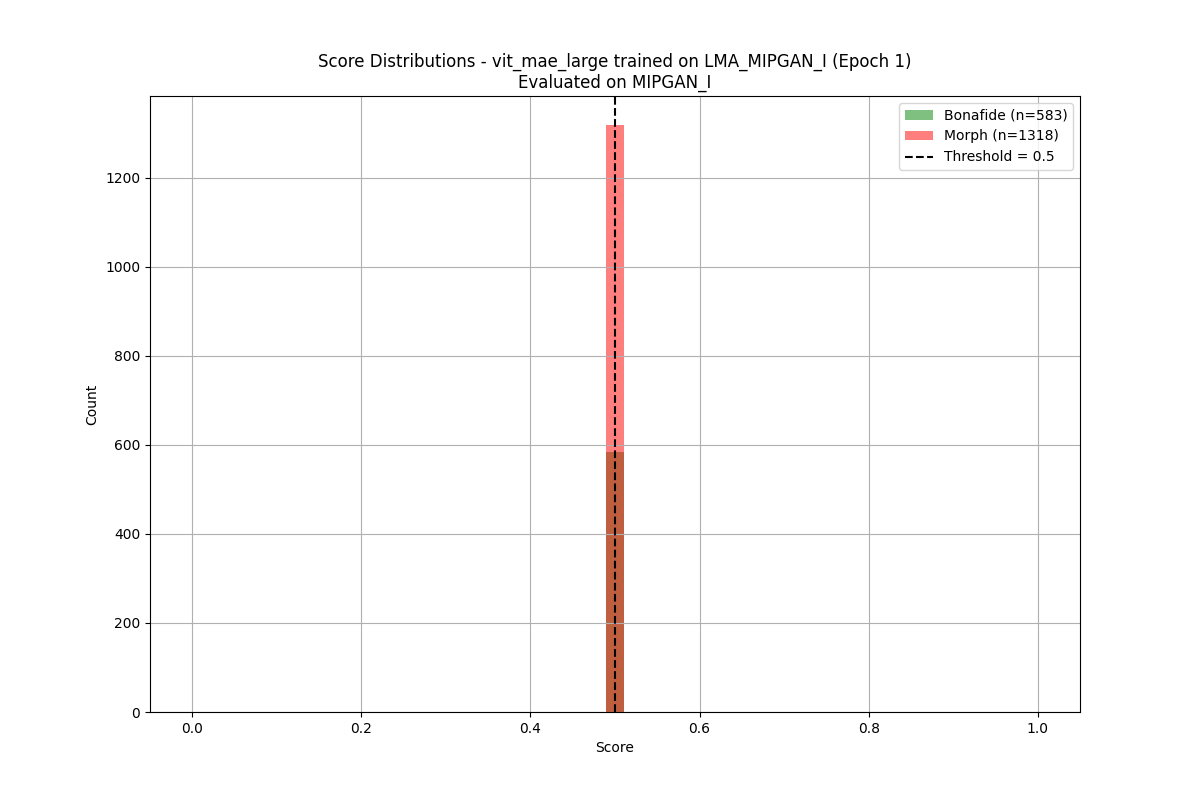 Score Distributions - vit_mae_large trained on LMA_MIPGAN_I (Epoch 1)
Evaluated on MIPGAN_I
Bonafide (n=583)
Morph (n=1318)
Threshold = 0.5
1200
1000
800
600
400
200
0
Count
0.0 0.2 0.4 0.6 0.8 1.0
Score